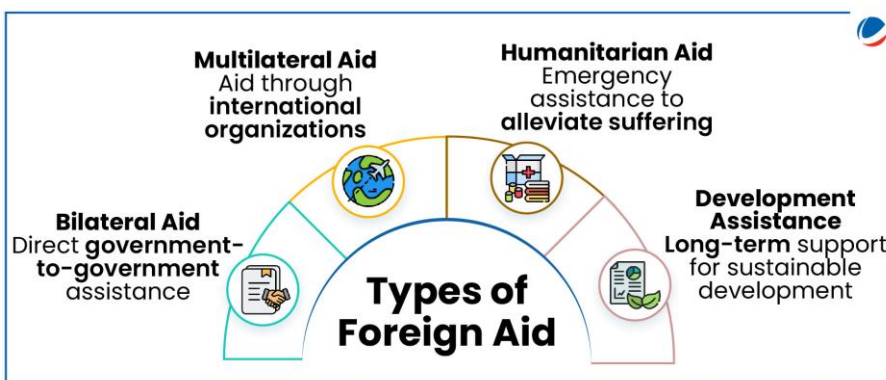 Multilateral Aid
Aid through
international
organizations
Humanitarian Aid
Emergency
assistance to
alleviate suffering
Bilateral Aid
Direct government-
to-government
assistance
Development
Assistance
Long-term support
for sustainable
development
Types of
Foreign Aid